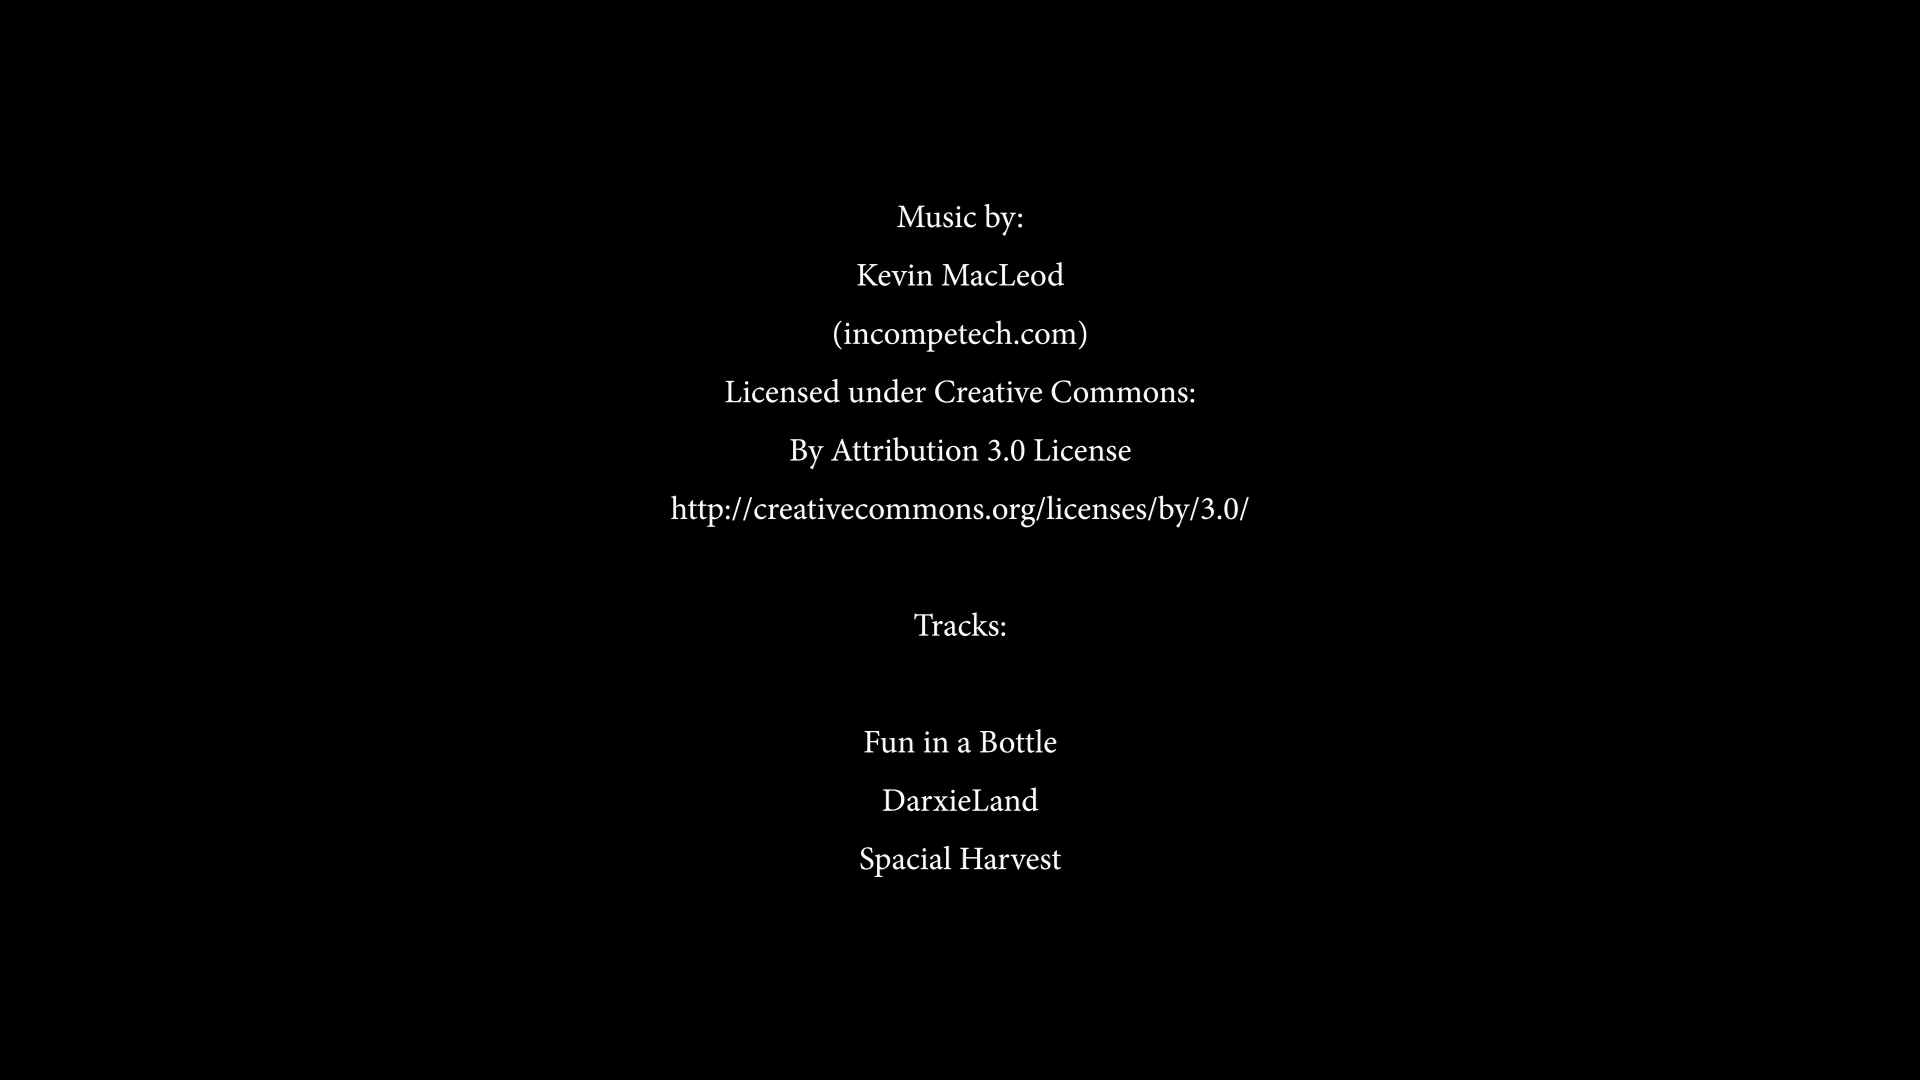 Music by:
Kevin MacLeod
(incompetech.com)
Licensed under Creative Commons:
By Attribution 3.0 License
http://creativecommons.org/licenses/by/3.0/
Tracks:
Fun in a Bottle
DarxieLand
Spacial Harvest